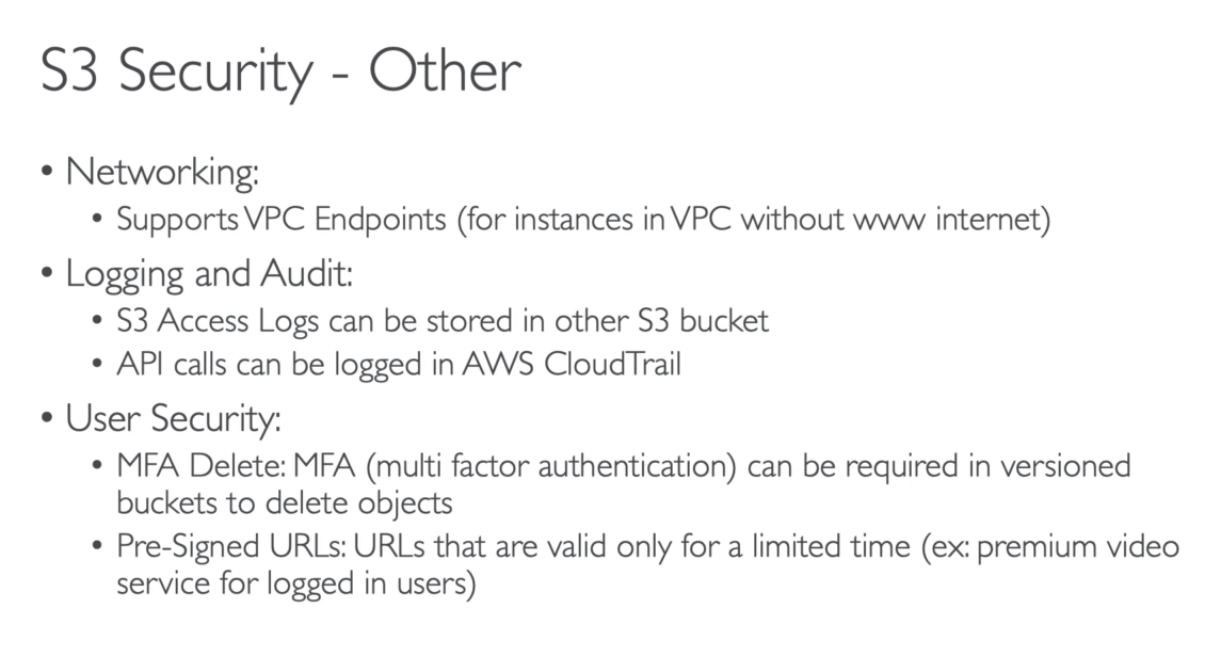 S3 Security - Other
• Networking:
• Supports VPC Endpoints (for instances in VPC without www internet)
• Logging and Audit:
• S3 Access Logs can be stored in other S3 bucket
• API calls can be logged in AWS CloudTrail
• User Security:
• MFA Delete: MFA (multi factor authentication) can be required in versioned
buckets to delete objects
• Pre-Signed URLs: URLs that are valid only for a limited time (ex: premium video
service for logged in users)